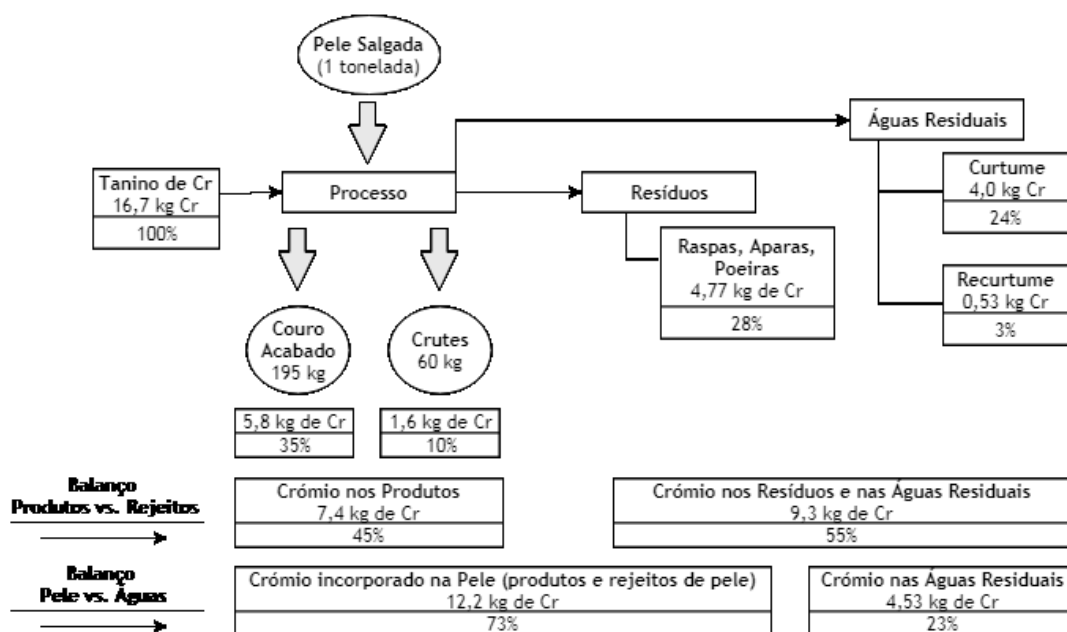 Pele Salgada
(1 tonelada)
Águas Residuais
Tanino de Cr
16,7 kg Cr
100%
Processo
Resíduos
Curtume
4,0 kg Cr
24%
Raspas, Aparas,
Poeiras
4,77 kg de Cr
28%
Recurtume
0,53 kg Cr
3%
Couro
Acabado
195 kg
Crutes
60 kg
5,8 kg de Cr
35%
1,6 kg de Cr
10%
Balanço
Produtos vs. Rejeitos
Crómio nos Produtos
7,4 kg de Cr
45%
Crómio nos Resíduos e nas Águas Residuais
9,3 kg de Cr
55%
Balanço
Pele vs. Águas
Crómio incorporado na Pele (produtos e rejeitos de pele)
12,2 kg de Cr
73%
Crómio nas Águas Residuais
4,53 kg de Cr
23%